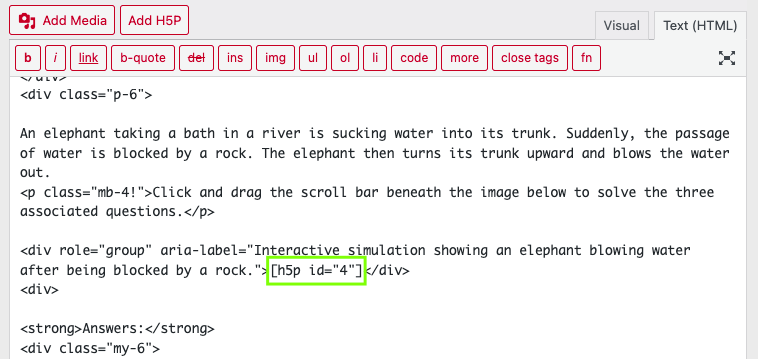 Add Media Add H5P
Visual Text (HTML)
b i link b-quote del ins img ul ol li code more close tags fn
</div>
<div class="p-6">
An elephant taking a bath in a river is sucking water into its trunk. Suddenly, the passage
of water is blocked by a rock. The elephant then turns its trunk upward and blows the water
out.
<p class="mb-4!">Click and drag the scroll bar beneath the image below to solve the three
associated questions.</p>
<div role="group" aria-label="Interactive simulation showing an elephant blowing water
after being blocked by a rock.">[h5p id="4"]</div>
<div>
<strong>Answers:</strong>
<div class="my-6">